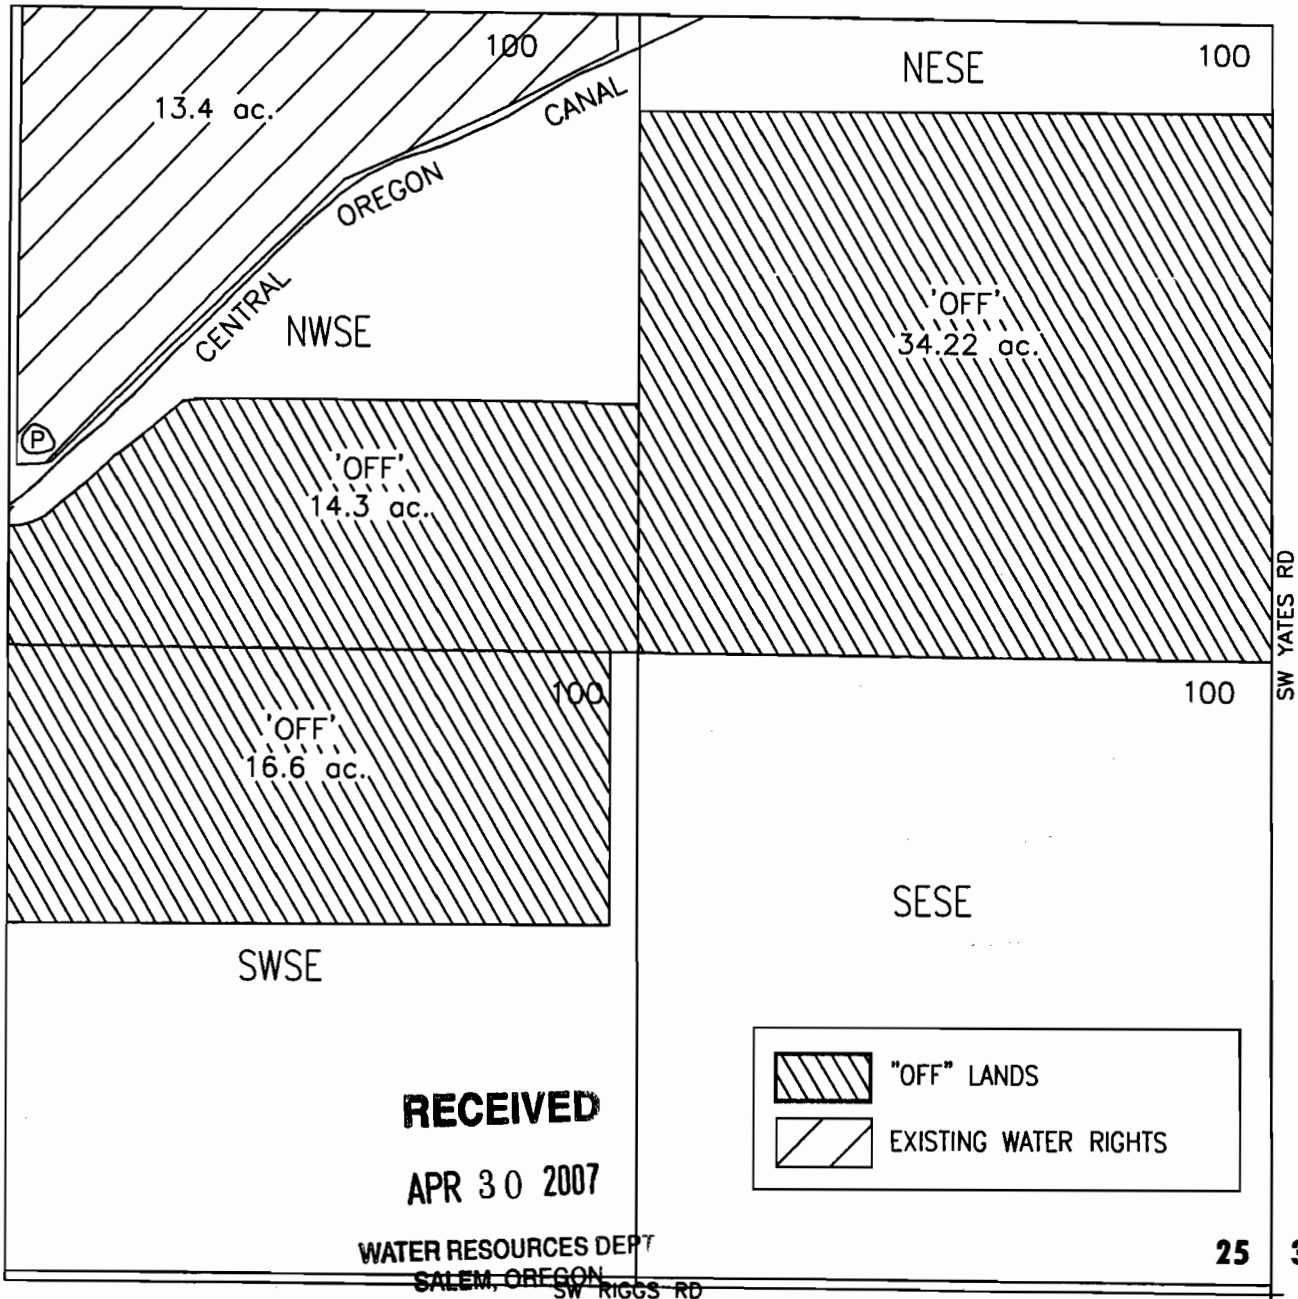 100
13.4 ac.
CENTRAL OREGON CANAL
NESE
100
NWSE
'OFF'
34.22 ac.
P
'OFF'
14.3 ac.
SW YATES RD
100
'OFF'
16.6 ac.
100
SWSE
SESE
"OFF" LANDS
EXISTING WATER RIGHTS
RECEIVED
APR 30 2007
WATER RESOURCES DEPT
SALEM, OREGON
SW RIGGS RD
25